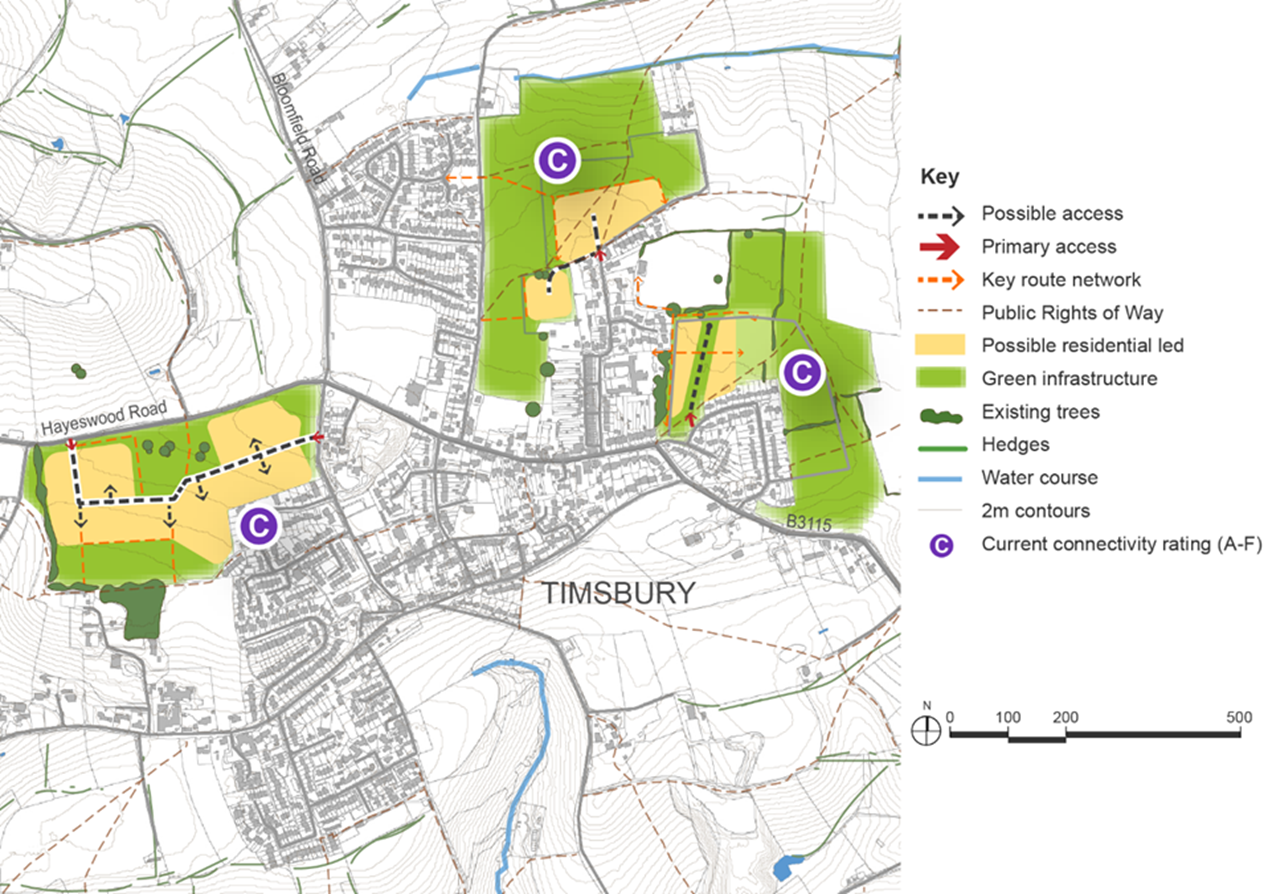 Bloomfield Road
C
Key
Possible access
Primary access
Key route network
Public Rights of Way
Possible residential led
C
Green infrastructure
Hayeswood Road
Existing trees
Hedges
Water course
2m contours
C
B3115
C
Current connectivity rating (A-F)
TIMSBURY
N
0 100 200 500